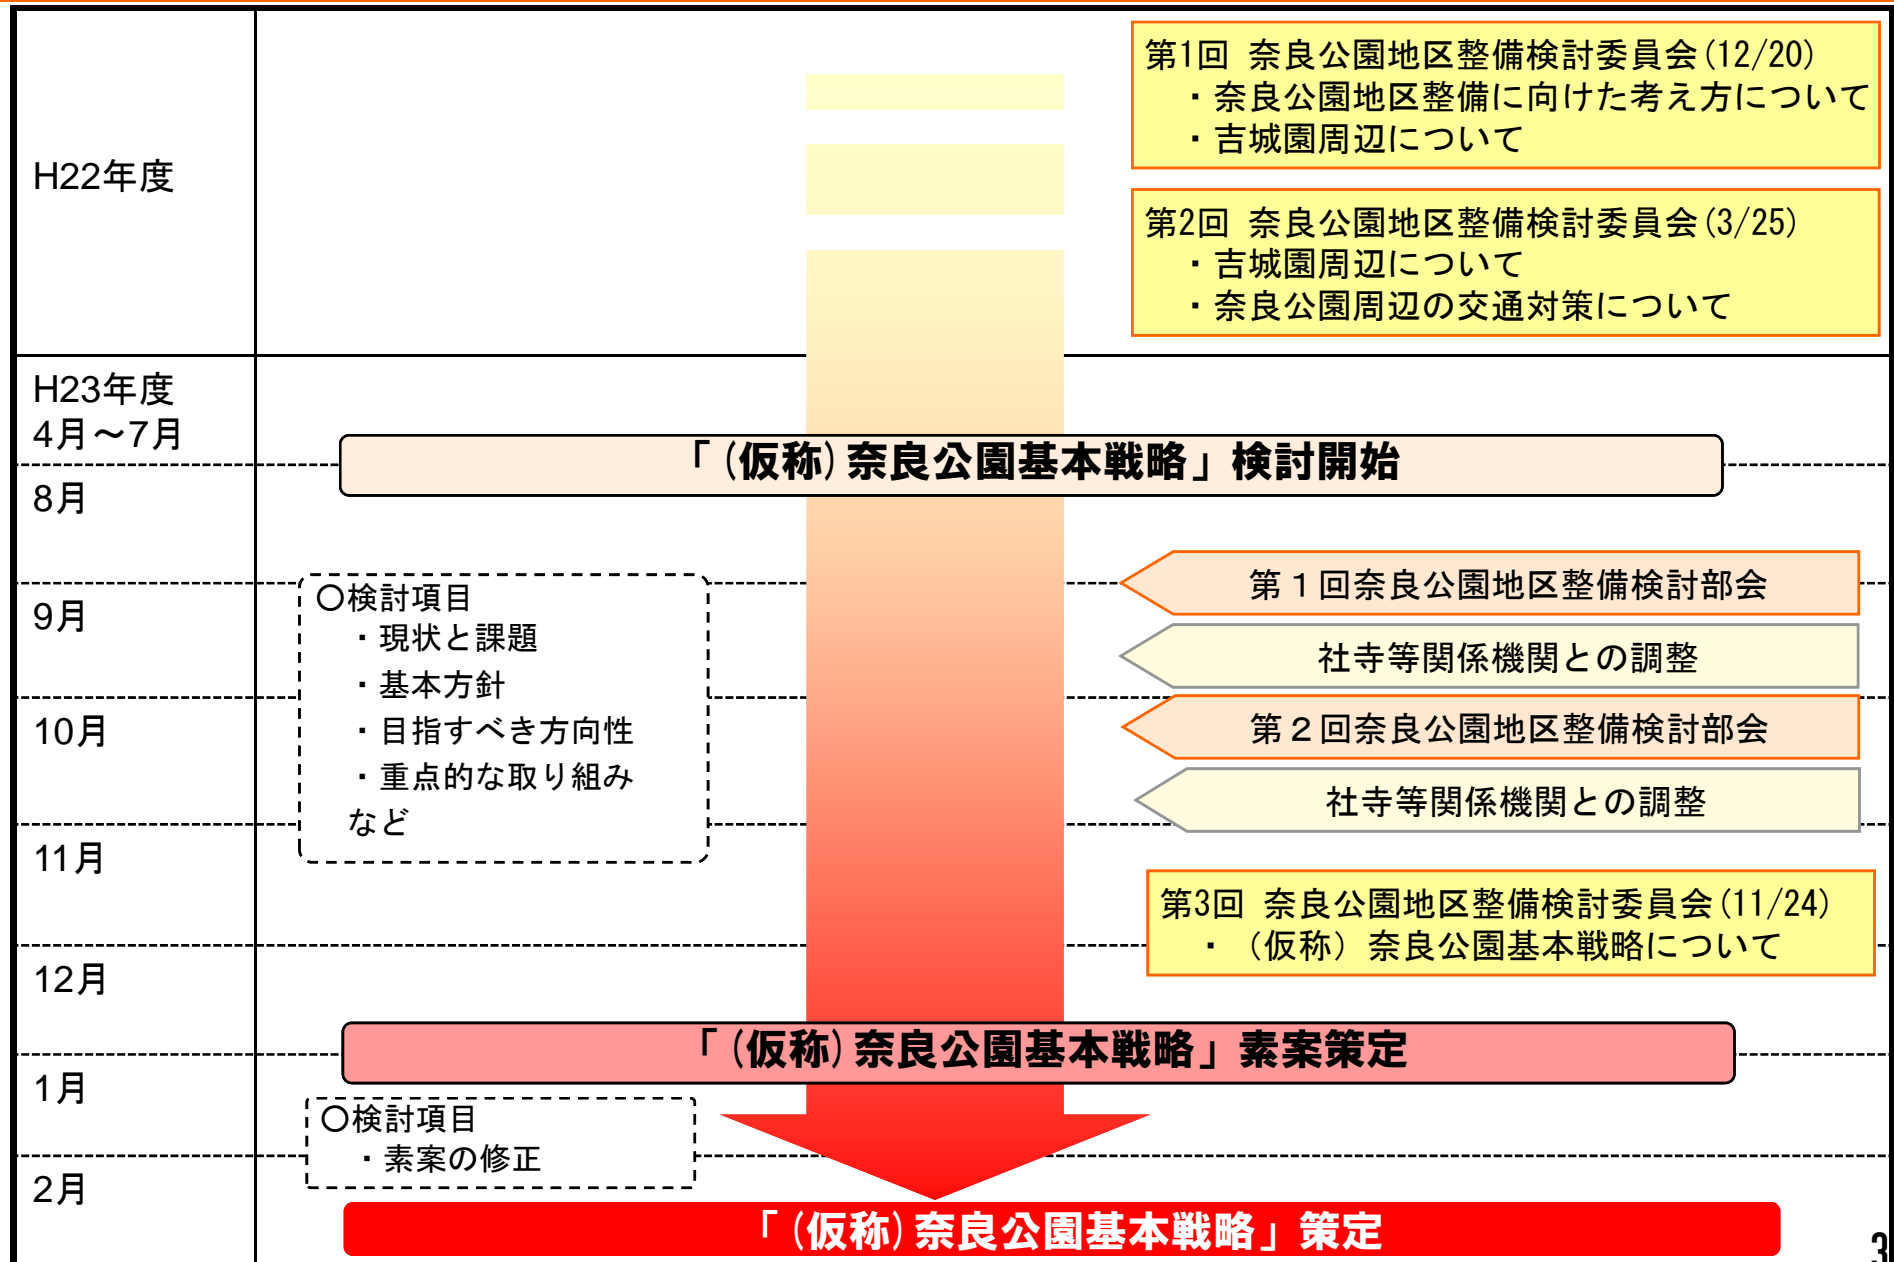 H22年度
第1回 奈良公園地区整備検討委員会(12/20)
・奈良公園地区整備に向けた考え方について
・吉城園周辺について
第2回 奈良公園地区整備検討委員会(3/25)
・吉城園周辺について
・奈良公園周辺の交通対策について
H23年度
4月～7月
「(仮称)奈良公園基本戦略」検討開始
8月
第１回奈良公園地区整備検討部会
9月
○検討項目
・現状と課題
・基本方針
・目指すべき方向性
・重点的な取り組み
など
社寺等関係機関との調整
10月
第２回奈良公園地区整備検討部会
社寺等関係機関との調整
11月
第3回 奈良公園地区整備検討委員会(11/24)
・（仮称）奈良公園基本戦略について
12月
「(仮称)奈良公園基本戦略」素案策定
1月
○検討項目
・素案の修正
2月
「(仮称)奈良公園基本戦略」策定
3